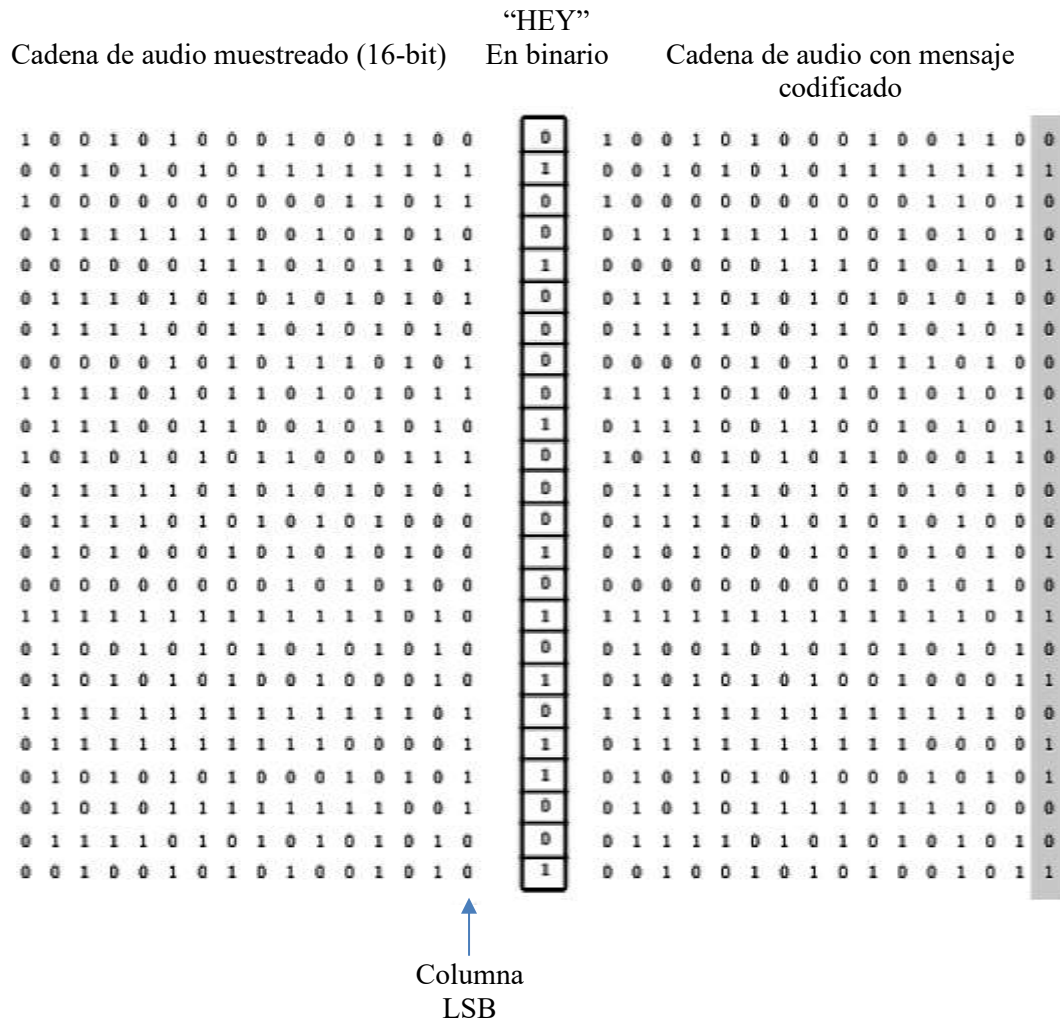 “HEY”
Cadena de audio muestreado (16-bit) En binario Cadena de audio con mensaje
codificado
1 0 0 1 0 1 0 0 0 1 0 0 1 1 0 0 0 1 0 0 1 0 1 0 0 0 1 0 0 1 1 0 0
0 0 1 0 1 0 1 0 1 1 1 1 1 1 1 1 1 0 0 1 0 1 0 1 0 1 1 1 1 1 1 1 1
1 0 0 0 0 0 0 0 0 0 0 1 1 0 1 1 0 1 0 0 0 0 0 0 0 0 0 0 1 1 0 1 0
0 1 1 1 1 1 1 1 0 0 1 0 1 0 1 0 0 0 1 1 1 1 1 1 1 0 0 1 0 1 0 1 0
0 0 0 0 0 0 1 1 1 0 1 0 1 1 0 1 1 0 0 0 0 0 0 1 1 1 0 1 0 1 1 0 1
0 1 1 1 0 1 0 1 0 1 0 1 0 1 0 1 0 0 1 1 1 0 1 0 1 0 1 0 1 0 1 0 0
0 1 1 1 1 0 0 1 1 0 1 0 1 0 1 0 0 0 1 1 1 1 0 0 1 1 0 1 0 1 0 1 0
0 0 0 0 0 1 0 1 0 1 1 1 0 1 0 1 0 0 0 0 0 0 1 0 1 0 1 1 1 0 1 0 0
1 1 1 1 0 1 0 1 1 0 1 0 1 0 1 1 0 1 1 1 1 0 1 0 1 1 0 1 0 1 0 1 0
0 1 1 1 0 0 1 1 0 0 1 0 1 0 1 0 1 0 1 1 1 0 0 1 1 0 0 1 0 1 0 1 1
1 0 1 0 1 0 1 0 1 1 0 0 0 1 1 1 0 1 0 1 0 1 0 1 0 1 1 0 0 0 1 1 0
0 1 1 1 1 1 0 1 0 1 0 1 0 1 0 1 0 0 1 1 1 1 1 0 1 0 1 0 1 0 1 0 0
0 1 1 1 1 0 1 0 1 0 1 0 1 0 0 0 0 0 1 1 1 1 0 1 0 1 0 1 0 1 0 0 0
0 1 0 1 0 0 0 1 0 1 0 1 0 1 0 0 1 0 1 0 1 0 0 0 1 0 1 0 1 0 1 0 1
0 0 0 0 0 0 0 0 0 1 0 1 0 1 0 0 0 0 0 0 0 0 0 0 0 0 1 0 1 0 1 0 0
1 1 1 1 1 1 1 1 1 1 1 1 1 0 1 0 1 1 1 1 1 1 1 1 1 1 1 1 1 1 0 1 1
0 1 0 0 1 0 1 0 1 0 1 0 1 0 1 0 0 0 1 0 0 1 0 1 0 1 0 1 0 1 0 1 0
0 1 0 1 0 1 0 1 0 0 1 0 0 0 1 0 1 0 1 0 1 0 1 0 1 0 0 1 0 0 0 1 1
1 1 1 1 1 1 1 1 1 1 1 1 1 1 0 1 0 1 1 1 1 1 1 1 1 1 1 1 1 1 1 0 0
0 1 1 1 1 1 1 1 1 1 1 0 0 0 0 1 1 0 1 1 1 1 1 1 1 1 1 1 0 0 0 0 1
0 1 0 1 0 1 0 1 0 0 0 1 0 1 0 1 1 0 1 0 1 0 1 0 1 0 0 0 1 0 1 0 1
0 1 0 1 0 1 1 1 1 1 1 1 1 0 0 1 0 0 1 0 1 0 1 1 1 1 1 1 1 1 0 0 0
0 1 1 1 1 0 1 0 1 0 1 0 1 0 1 0 0 0 1 1 1 1 0 1 0 1 0 1 0 1 0 1 0
0 0 1 0 0 1 0 1 0 1 0 0 1 0 1 0 1 0 0 1 0 0 1 0 1 0 1 0 0 1 0 1 1
Columna
LSB